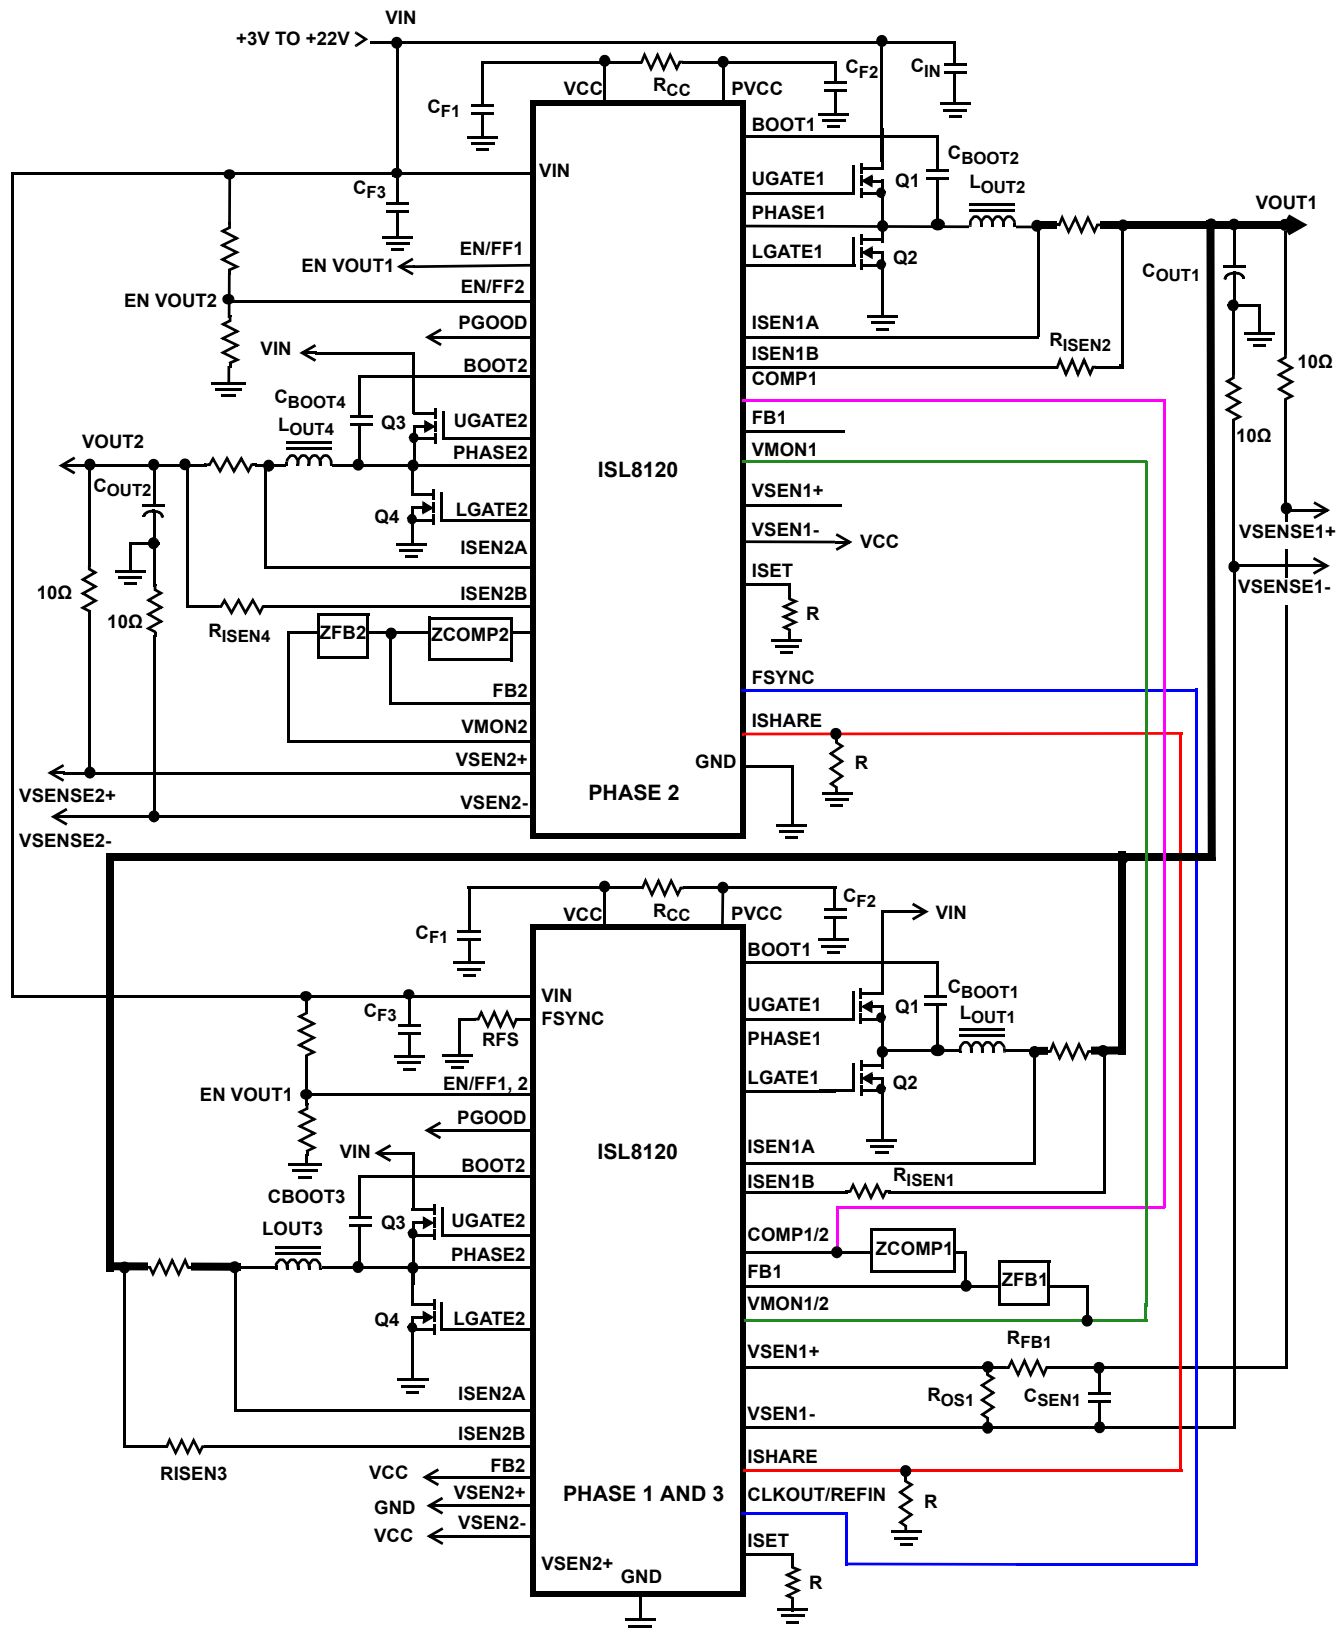 VIN
+3V TO +22V
CF1
VCC
RCC
PVCC
CF2
CIN
BOOT1
CBOOT2
LOUT2
VIN
CF3
UGATE1
Q1
PHASE1
VOUT1
LGATE1
Q2
EN/FF1
EN VOUT1
EN/FF2
EN VOUT2
COUT1
PGOOD
ISEN1A
VIN
ISEN1B
RISEN2
COMP1
BOOT2
10Ω
10Ω
CBOOT4
Q3
UGATE2
FB1
LOUT4
VOUT2
PHASE2
VMON1
ISL8120
COUT2
VSEN1+
Q4
LGATE2
VSEN1-
VCC
VSENSE1+
ISEN2A
ISET
VSENSE1-
10Ω
10Ω
ISEN2B
R
RISEN4
ZFB2
ZCOMP2
FSYNC
FB2
VMON2
ISHARE
VSEN2+
GND
R
VSENSE2+
PHASE 2
VSEN2-
VSENSE2-
CF1
VCC
RCC
PVCC
CF2
VIN
BOOT1
VIN
CF3
FSYNC
RFS
UGATE1
Q1
CBOOT1
LOUT1
PHASE1
EN VOUT1
EN/FF1, 2
LGATE1
Q2
PGOOD
VIN
ISL8120
ISEN1A
BOOT2
ISEN1B
RISEN1
CBOOT3
LOUT3
Q3
UGATE2
COMP1/2
ZCOMP1
PHASE2
FB1
ZFB1
VMON1/2
Q4
LGATE2
VSEN1+
RFB1
ROS1
CSEN1
ISEN2A
VSEN1-
ISEN2B
ISHARE
RISEN3
VCC
FB2
GND
VSEN2+
PHASE 1 AND 3
CLKOUT/REFIN
R
VCC
VSEN2-
ISET
VSEN2+
GND
R